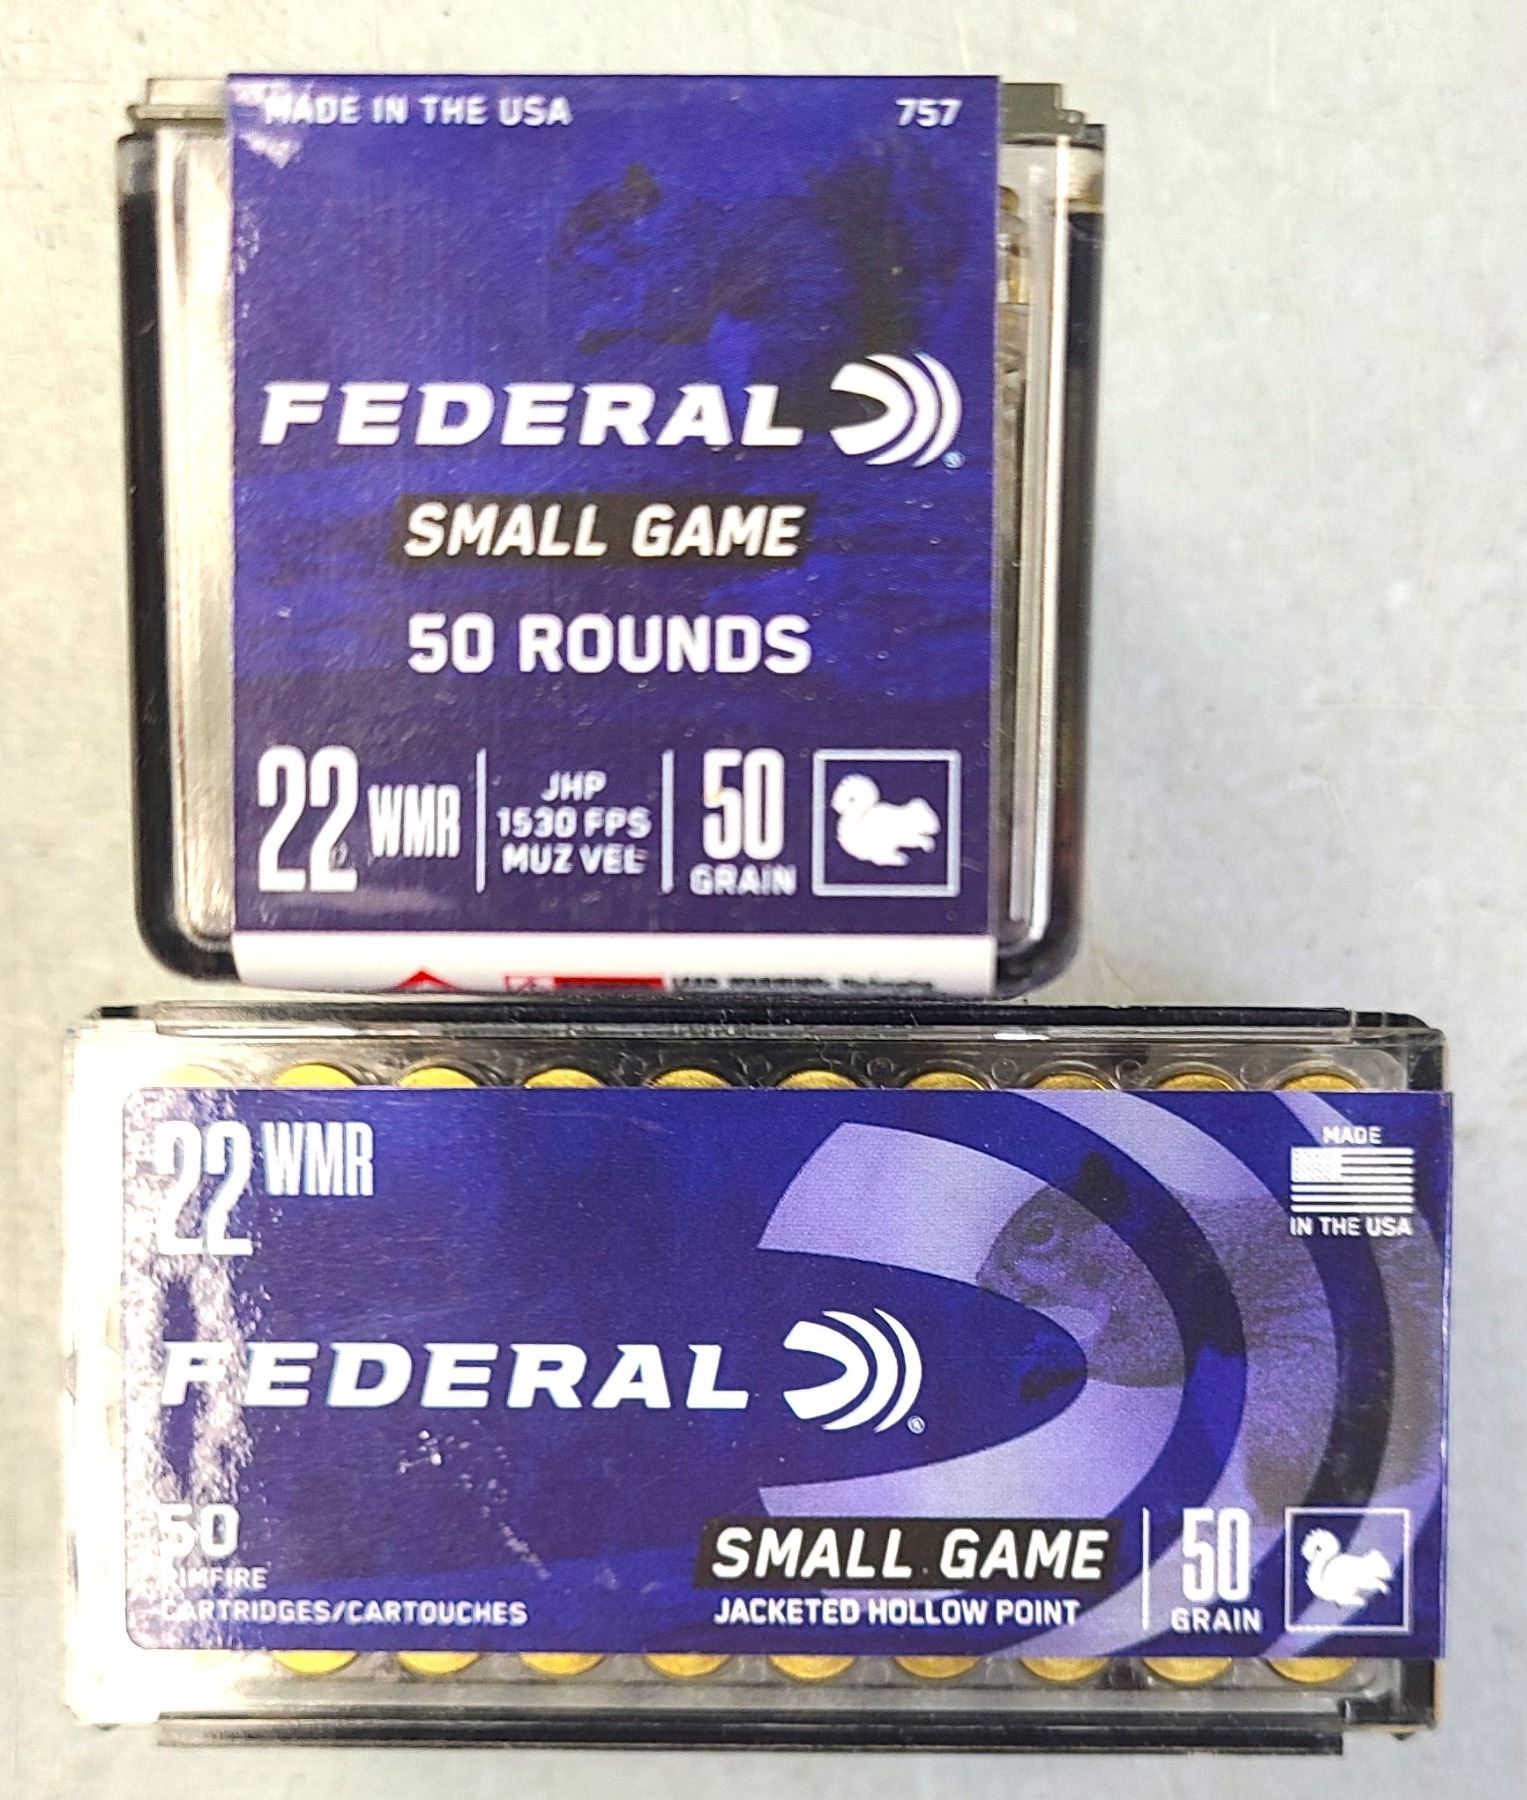 MADE IN THE USA 757
FEDERAL
SMALL GAME
50 ROUNDS
22 WMR
JHP
1530 FPS
MUZ VEL
50
GRAIN
22 WMR
MADE
IN THE USA
FEDERAL
50
RIMFIRE
CARTRIDGES/CARTOUCHES
SMALL GAME
JACKETED HOLLOW POINT
50
GRAIN